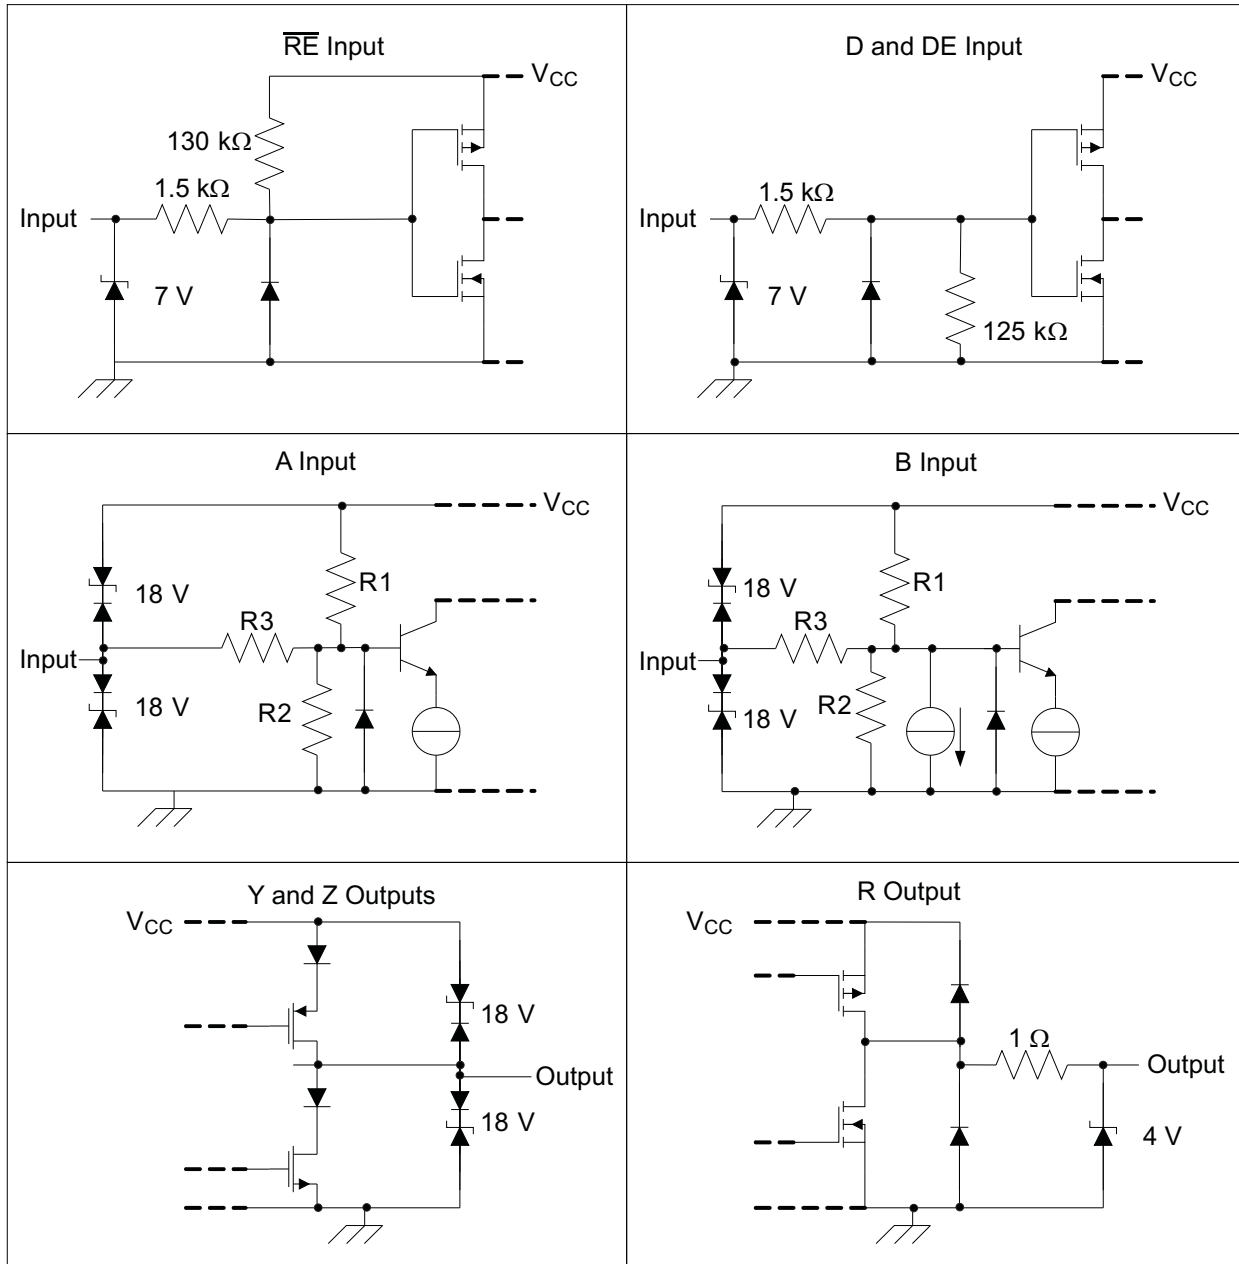 R̅E̅ Input
VCC
130 kΩ
1.5 kΩ
Input
7 V
D and DE Input
VCC
1.5 kΩ
Input
7 V
125 kΩ
A Input
VCC
18 V
R1
R3
Input
18 V
R2
B Input
VCC
18 V
R1
R3
Input
18 V
R2
Y and Z Outputs
VCC
18 V
Output
18 V
R Output
VCC
1 Ω
Output
4 V